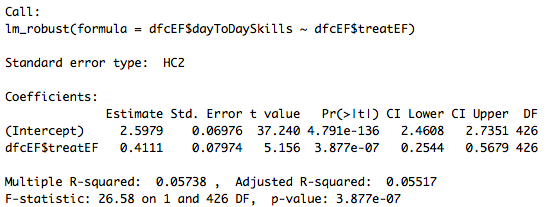 Call:
lm_robust(formula = dfcEF$dayToDaySkills ~ dfcEF$treatEF)
Standard error type:  HC2
Coefficients:
Estimate Std. Error t value  Pr(>|t|) CI Lower CI Upper  DF
(Intercept)     2.5979    0.06976  37.240 4.791e-136   2.4608   2.7351 426
dfcEF$treatEF   0.4111    0.07974   5.156  3.877e-07   0.2544   0.5679 426
Multiple R-squared:  0.05738 ,  Adjusted R-squared:  0.05517
F-statistic: 26.58 on 1 and 426 DF,  p-value: 3.877e-07